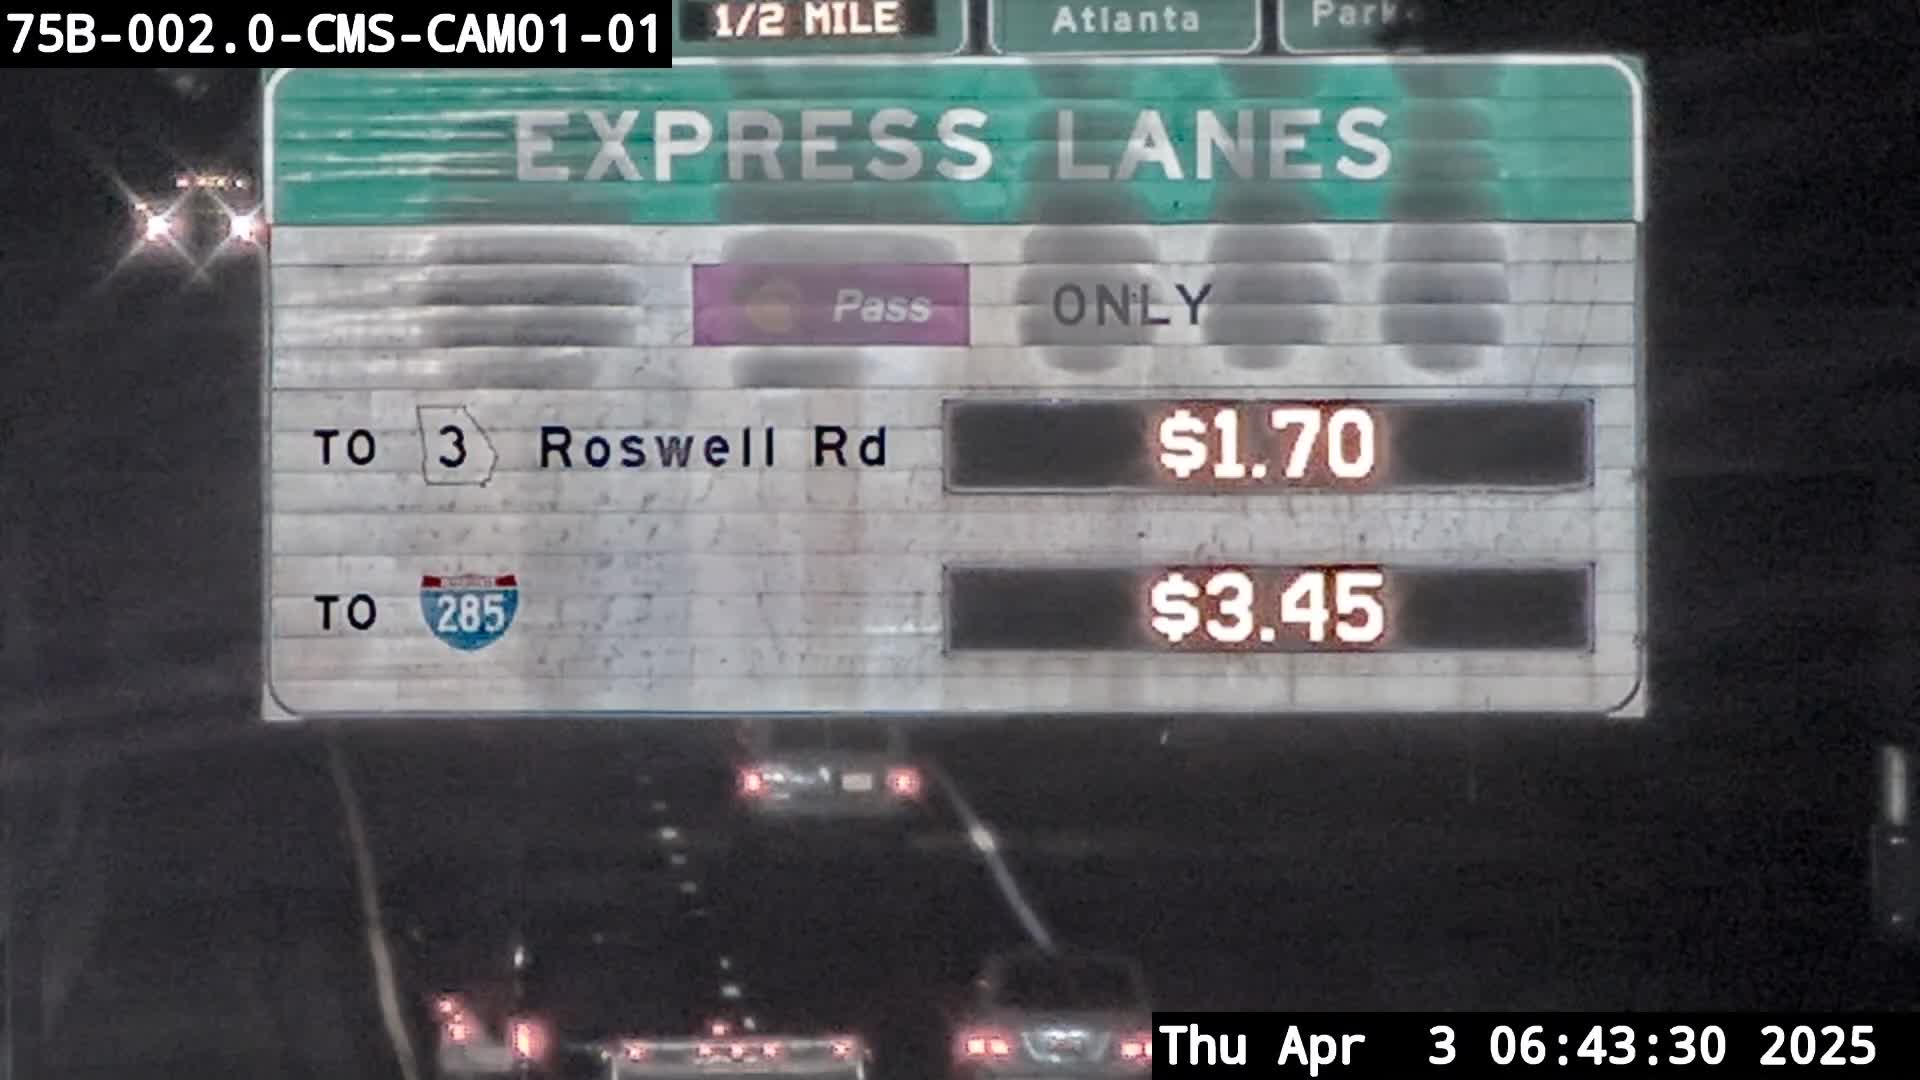 75B-002.0-CMS-CAM01-01
1/2 MILE
Atlanta
Park
EXPRESS LANES
Pass ONLY
TO 3 Roswell Rd $1.70
TO 285 $3.45
Thu Apr 3 06:43:30 2025